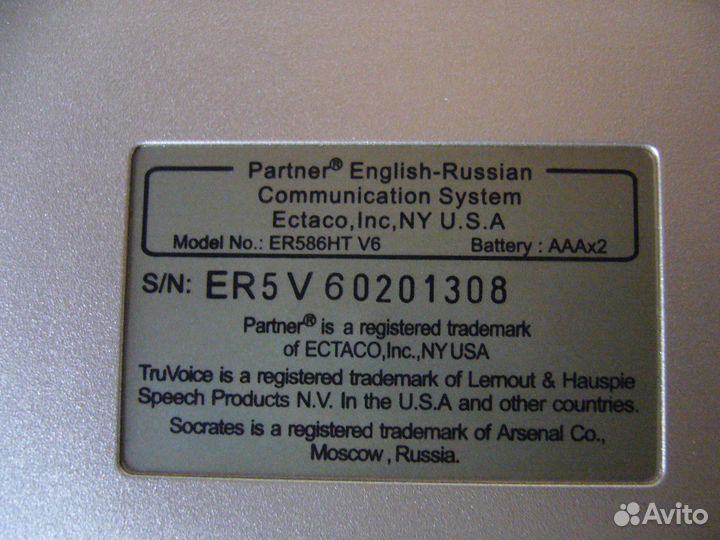 Partner® English-Russian
Communication System
Ectaco,Inc,NY U.S.A
Model No.: ER586HT V6 Battery : AAAx2
S/N: ER5V60201308
Partner® is a registered trademark
of ECTACO,Inc.,NYUSA
TruVoice is a registered trademark of Lernout & Hauspie
Speech Products N.V. In the U.S.A and other countries.
Socrates is a registered trademark of Arsenal Co.,
Moscow, Russia.
Avito